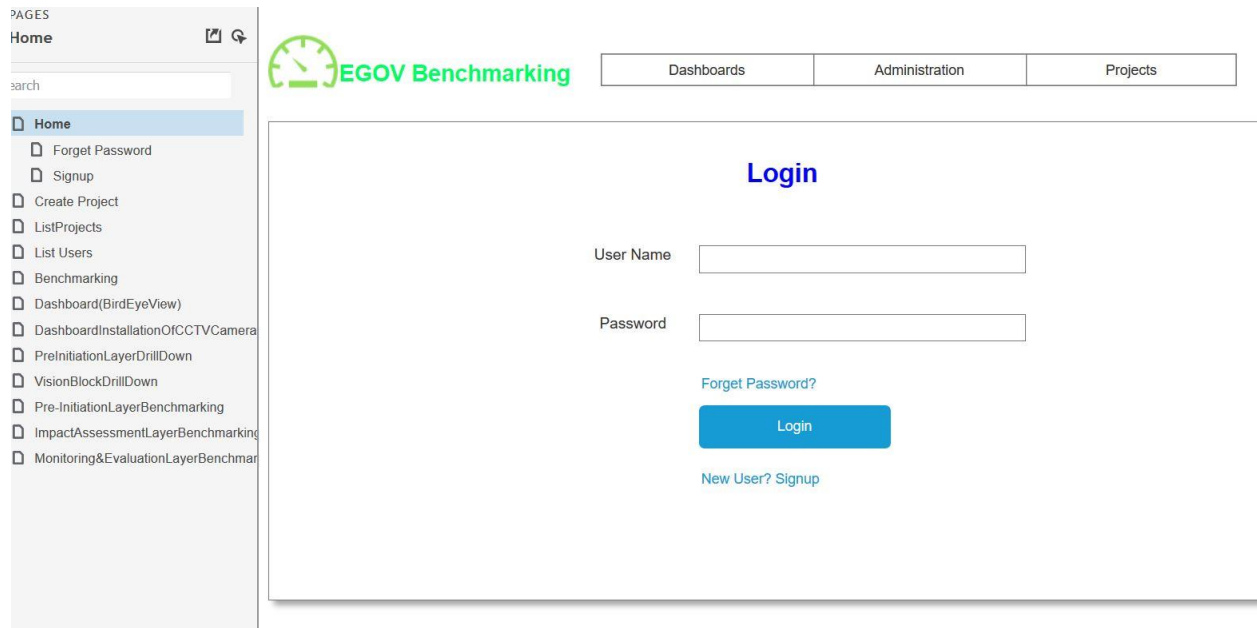 PAGES
Home
earch
Home
Forget Password
Signup
Create Project
ListProjects
List Users
Benchmarking
Dashboard(BirdEyeView)
DashboardInstallationOfCCTVCamera
PreInitiationLayerDrillDown
VisionBlockDrillDown
Pre-InitiationLayerBenchmarking
ImpactAssessmentLayerBenchmarking
Monitoring&EvaluationLayerBenchmar
EGOV Benchmarking
Dashboards Administration Projects
Login
User Name
Password
Forget Password?
Login
New User? Signup